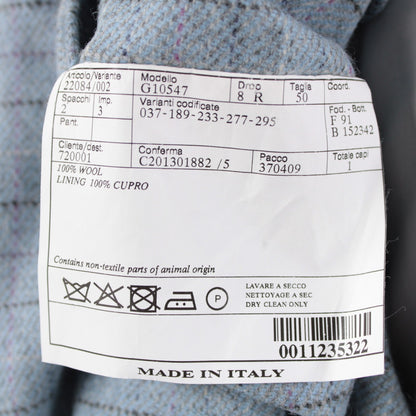 Articolo/Variante Modello Drop Taglia Coord.
22084/002 G10547 8 R 50
Spacchi Imp. Varianti codificate Fod. - Bott.
2 3 037-189-233-277-295 F 91
Pant. B 152342
Cliente/dest. Conferma Pacco Totale capi
720001 C201301882 /5 370409 1
100% WOOL
LINING 100% CUPRO
Contains non-textile parts of animal origin
P
LAVARE A SECCO
NETTOYAGE A SEC
DRY CLEAN ONLY
0011235322
MADE IN ITALY